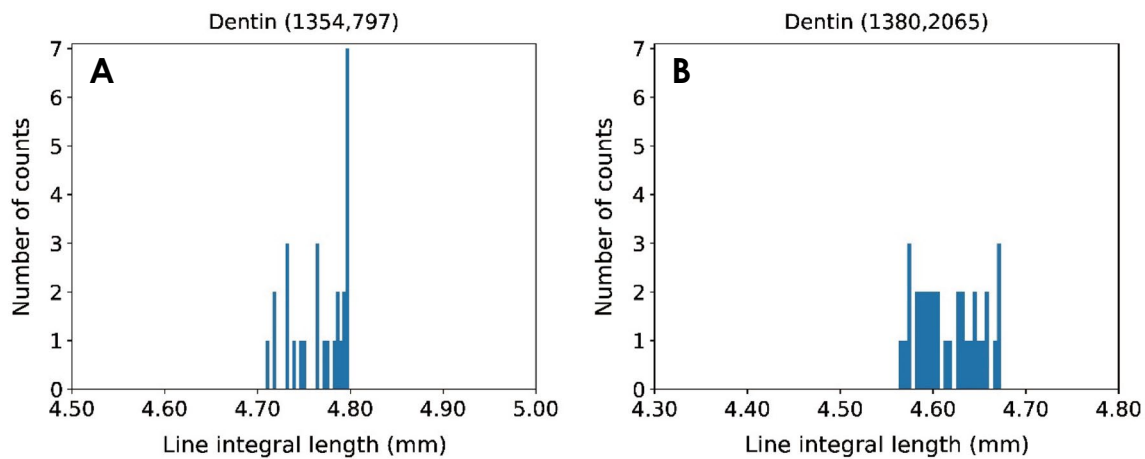 Dentin (1354,797)
A
7
6
5
4
3
2
1
0
Number of counts
4.50 4.60 4.70 4.80 4.90 5.00
Line integral length (mm)
Dentin (1380,2065)
B
7
6
5
4
3
2
1
0
Number of counts
4.30 4.40 4.50 4.60 4.70 4.80
Line integral length (mm)